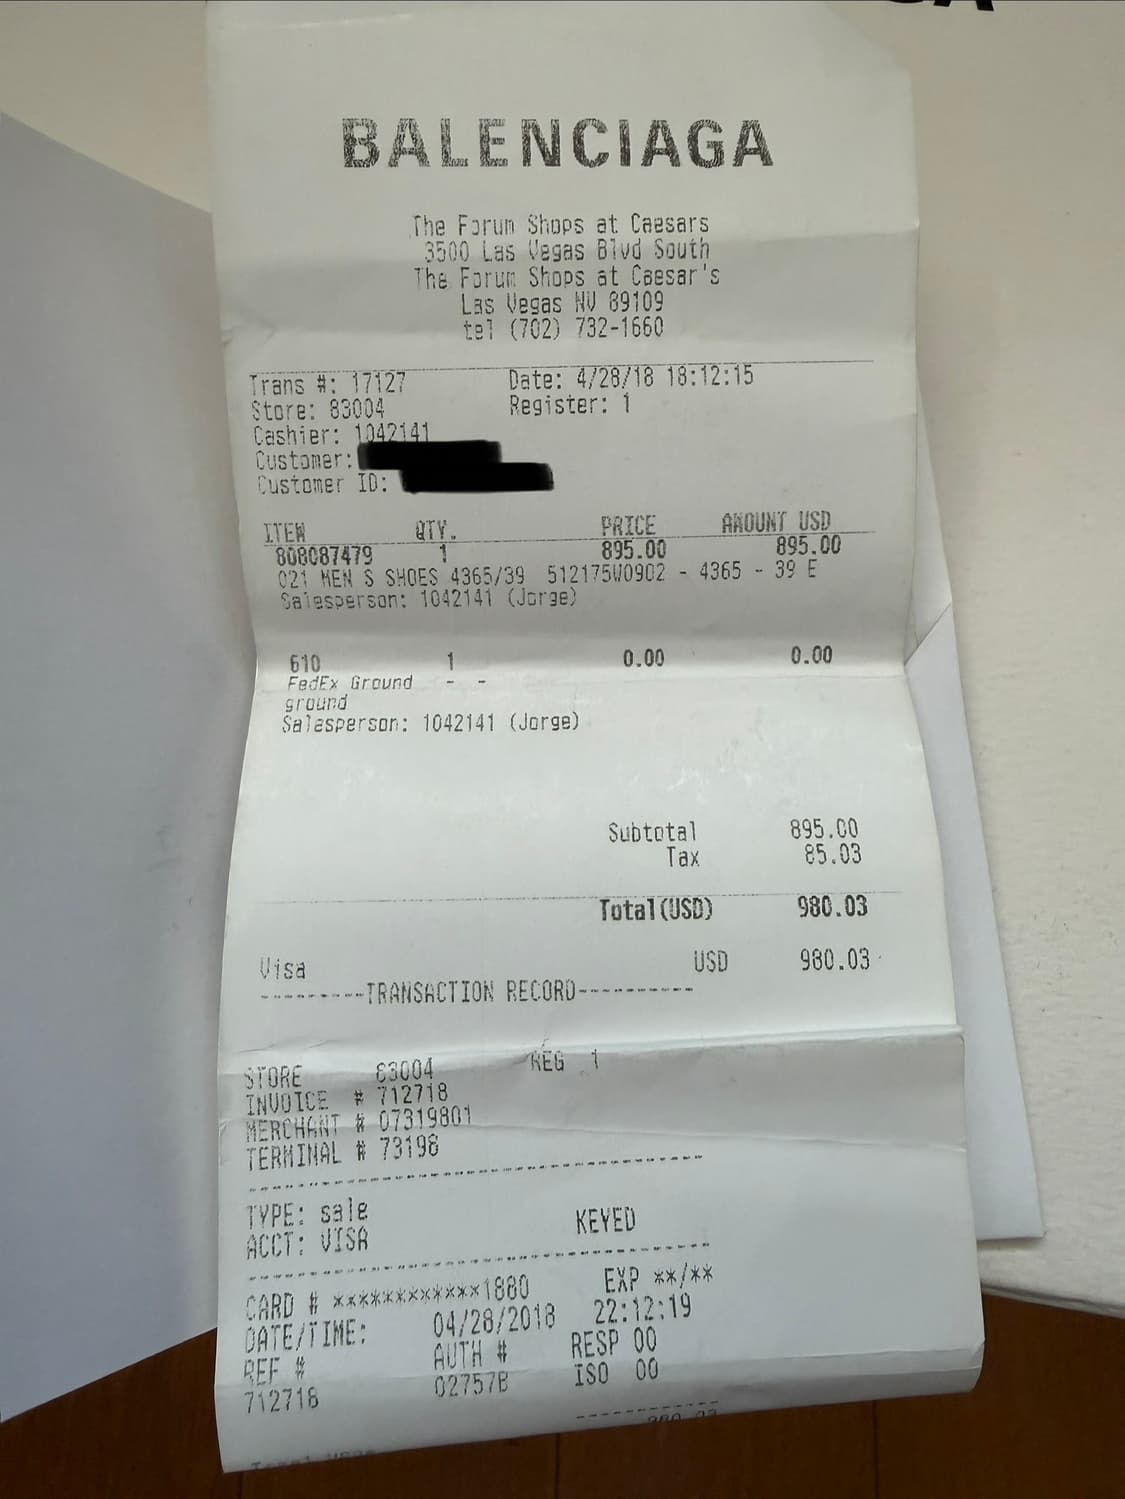 BALENCIAGA
The Forum Shops at Caesars
3500 Las Vegas Blvd South
The Forum Shops at Caesar's
Las Vegas NV 89109
tel (702) 732-1660
Trans #: 17127 Date: 4/28/18 18:12:15
Store: 83004 Register: 1
Cashier: 1042141
Customer:
Customer ID:
ITEM QTY. PRICE AMOUNT USD
808087479 1 895.00 895.00
021 MEN S SHOES 4365/39 512175W0902 - 4365 - 39 E
Salesperson: 1042141 (Jorge)
610 1 0.00 0.00
FedEx Ground - -
ground
Salesperson: 1042141 (Jorge)
Subtotal 895.00
Tax 85.03
Total(USD) 980.03
Visa USD 980.03
---------TRANSACTION RECORD-----------
STORE 83004 REG 1
INVOICE # 712718
MERCHANT # 07319801
TERMINAL # 73198
TYPE: sale KEYED
ACCT: VISA
CARD # ************1880 EXP **/**
DATE/TIME: 04/28/2018 22:12:19
REF # AUTH # RESP 00
712718 02757B ISO 00